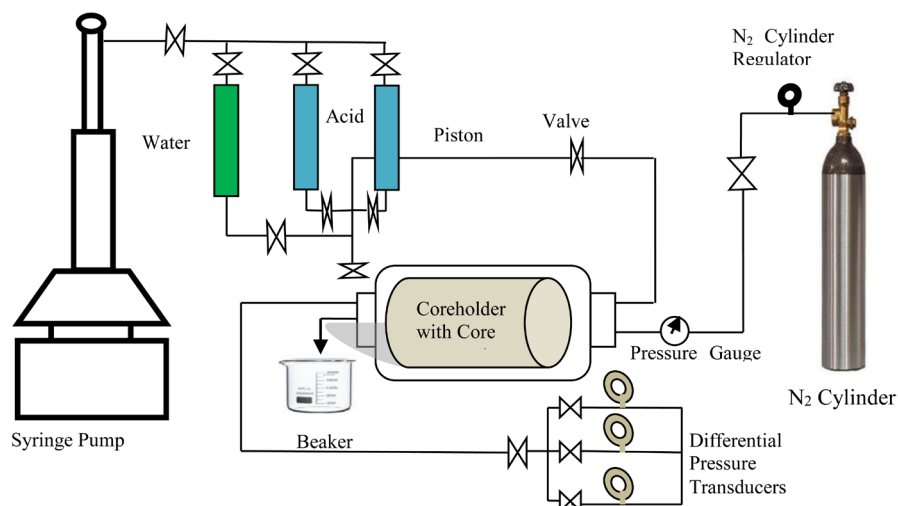 N₂ Cylinder
Regulator
Water
Acid
Piston
Valve
Coreholder
with Core
Pressure Gauge
N₂ Cylinder
Syringe Pump
Beaker
Differential
Pressure
Transducers